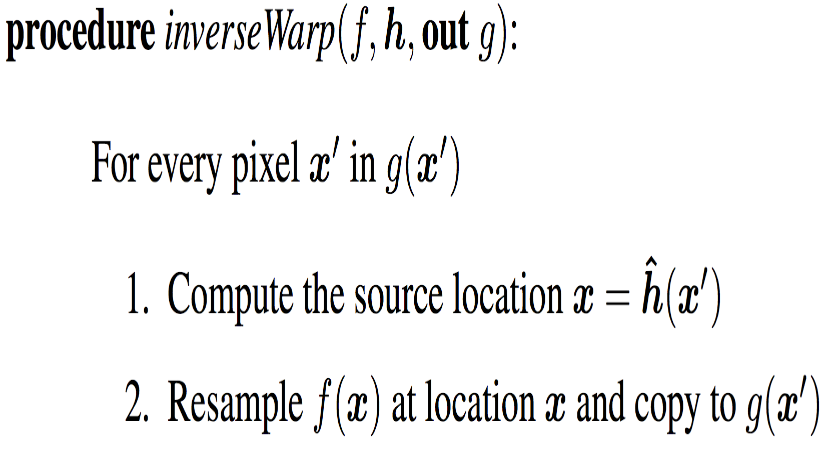 procedure inverseWarp(f, h, out g):
For every pixel x′ in g(x′)
1. Compute the source location x = ĥ(x′)
2. Resample f(x) at location x and copy to g(x′)